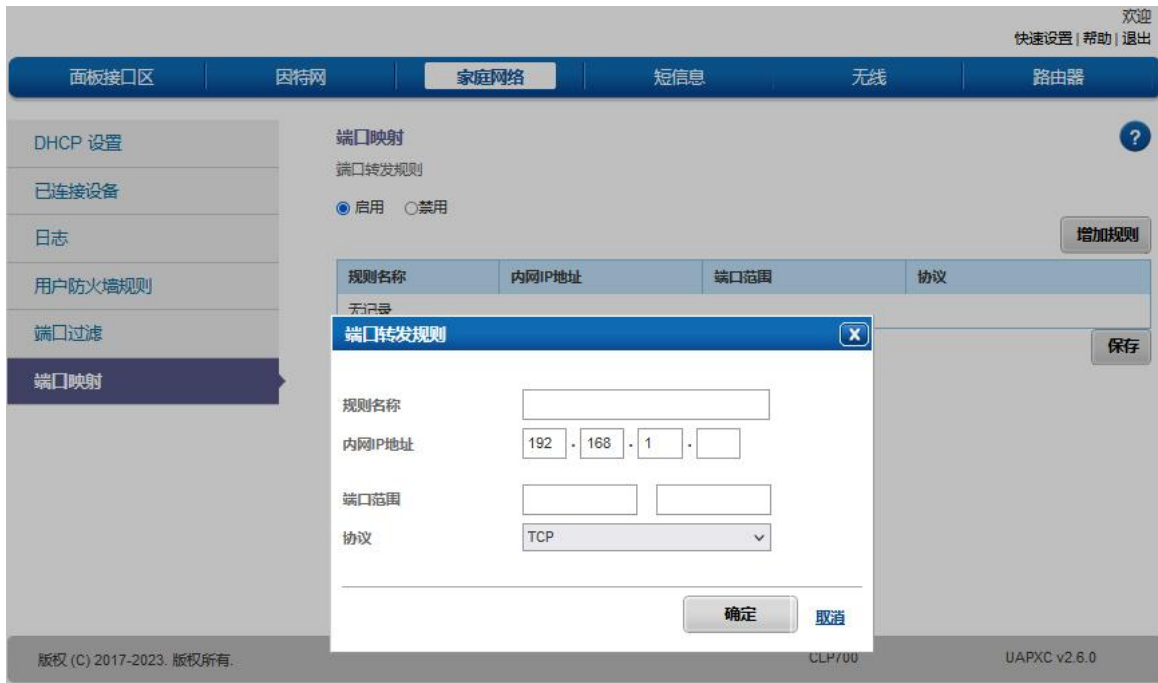 欢迎
快速设置 | 帮助 | 退出
面板接口区 因特网 家庭网络 短信息 无线 路由器
DHCP 设置
已连接设备
日志
用户防火墙规则
端口过滤
端口映射
端口映射
?
端口转发规则
启用 禁用
增加规则
规则名称 内网IP地址 端口范围 协议
无记录
保存
端口转发规则
X
规则名称
内网IP地址 192 . 168 . 1 .
端口范围
协议 TCP
确定 取消
版权 (C) 2017-2023. 版权所有. CLP700 UAPXC v2.6.0